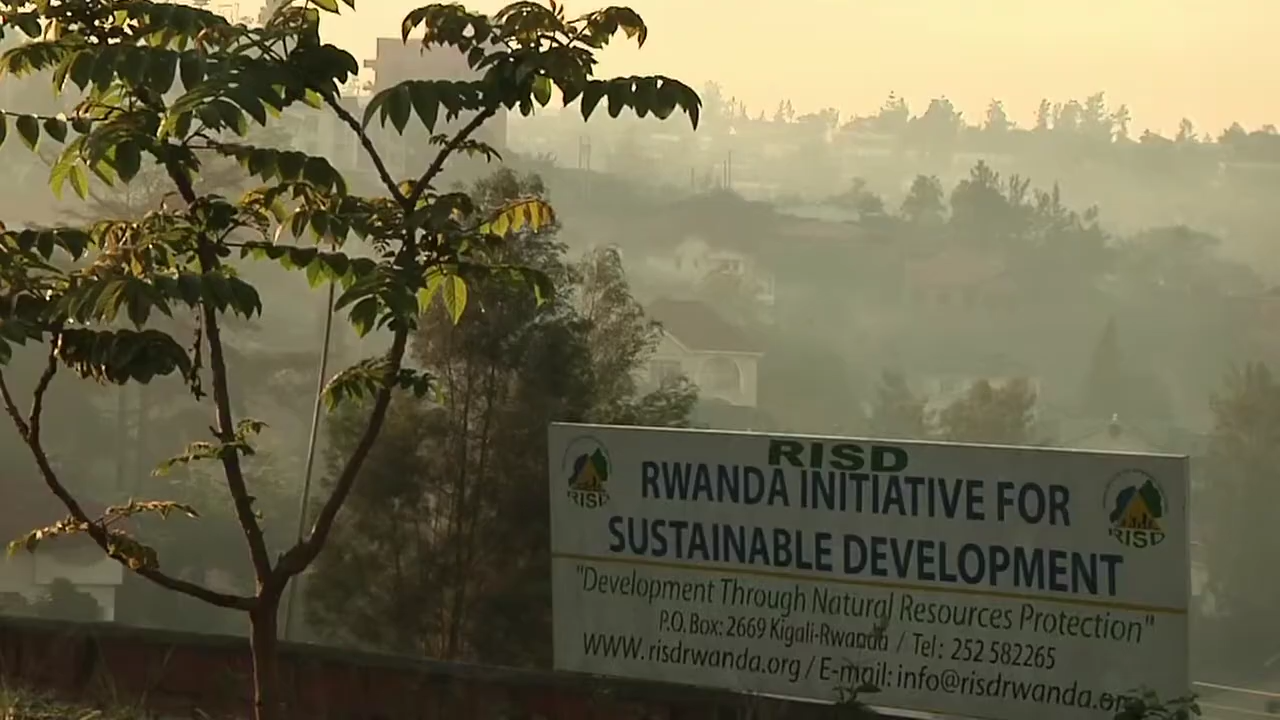 RISD
RWANDA INITIATIVE FOR
SUSTAINABLE DEVELOPMENT
"Development Through Natural Resources Protection"
P.O. Box: 2669 Kigali-Rwanda / Tel: 252 582265
WWW.risdrwanda.org / E-mail: info@risdrwanda.or
RISD
RISD